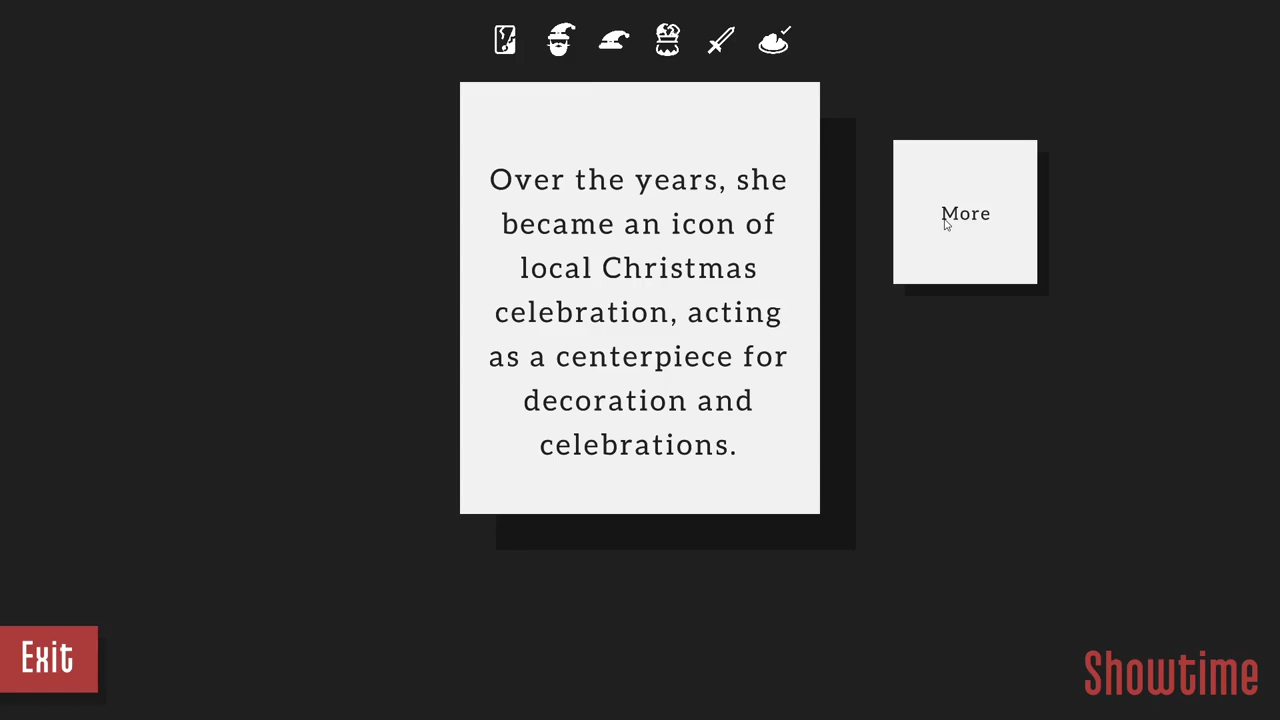 Over the years, she
became an icon of
local Christmas
celebration, acting
as a centerpiece for
decoration and
celebrations.
More
Exit
Showtime